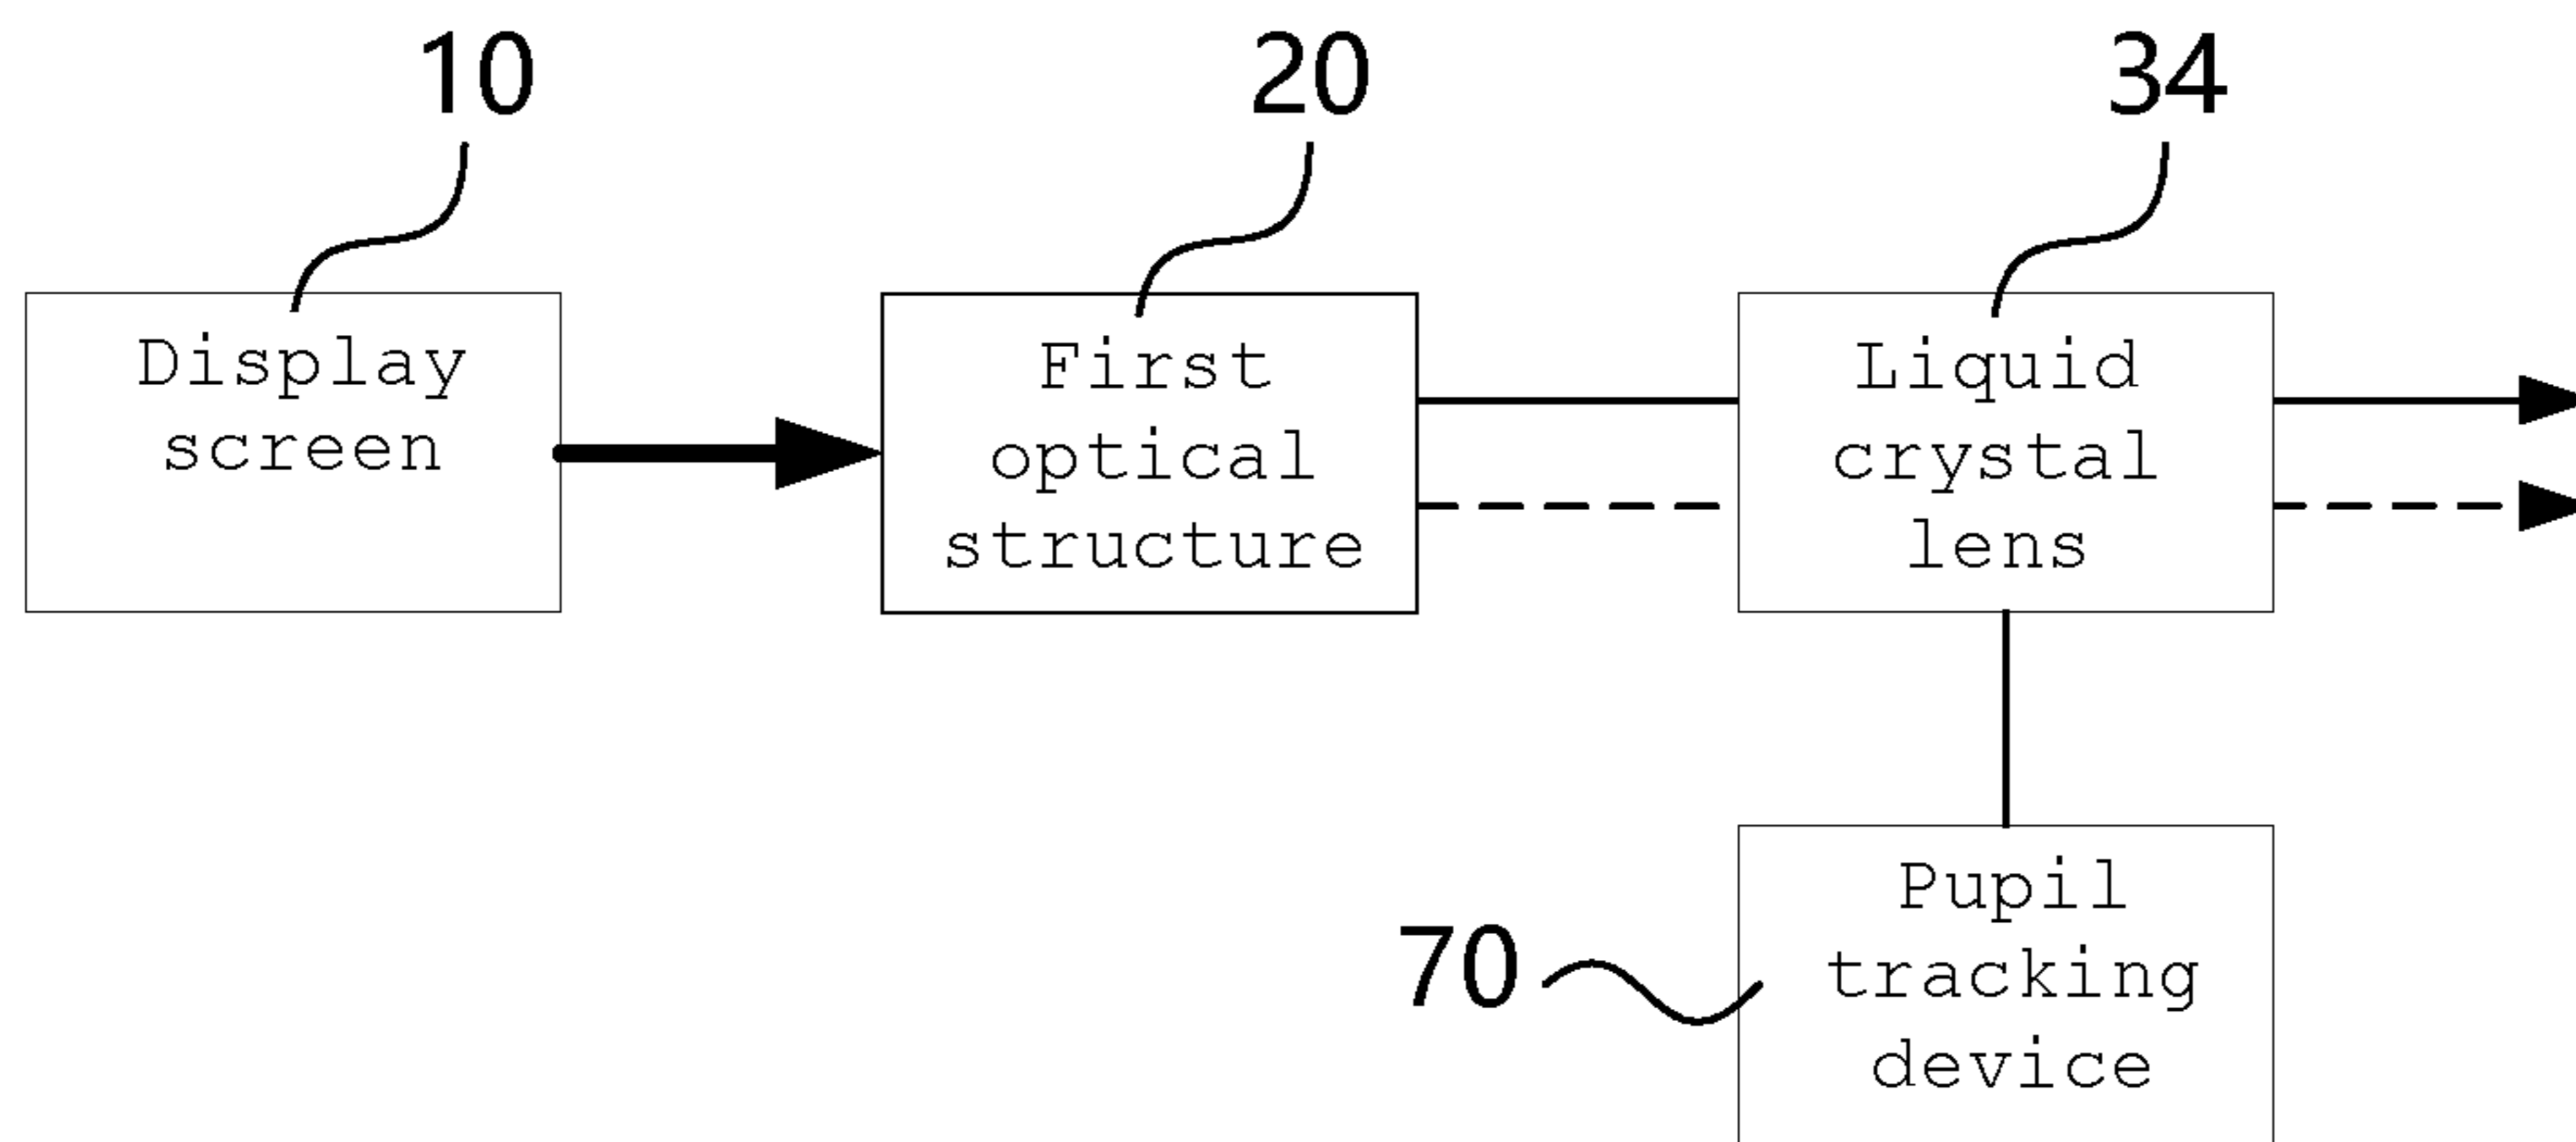 10
20
34
Display
screen
First
optical
structure
Liquid
crystal
lens
70
Pupil
tracking
device